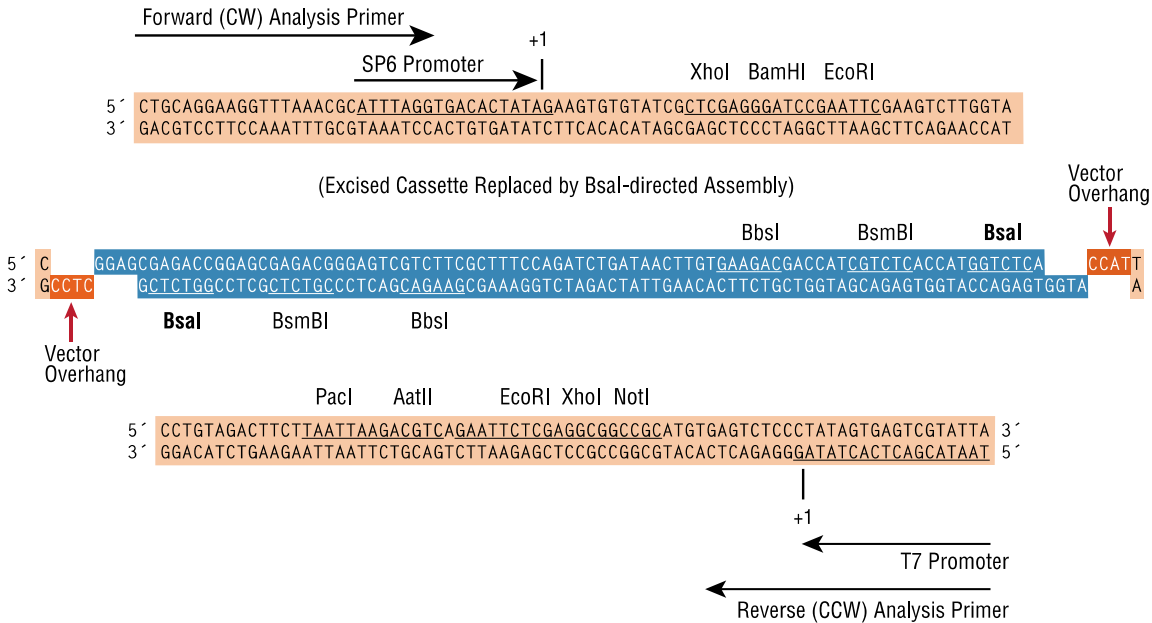 Forward (CW) Analysis Primer
+1
SP6 Promoter
XhoI BamHI EcoRI
5´ CTGCAGGAAGGTTTAAACGCATTTAGGTGACACTATAGAAGTGTGTATCGCTCGAGGGATCCGAATTCGAAGTCTTGGTA
3´ GACGTCCTTCCAAATTTGCGTAAATCCACTGTGATATCTTCACACATAGCGAGCTCCCTAGGCTTAAGCTTCAGAACCAT
(Excised Cassette Replaced by BsaI-directed Assembly)
Vector
Overhang
BbsI BsmBI BsaI
5´ C GGAGCGAGACCGGAGCGAGACGGGAGTCGTCTTCGCTTTCCAGATCTGATAACTTGTGAAGACGACCATCGTCTCACCATGGTCTCA CCATT
3´ GCCTC GCTCTGGCCTCGCTCTGCCCTCAGCAGAAGCGAAAGGTCTAGACTATTGAACACTTCTGCTGGTAGCAGAGTGGTACCAGAGTGGTA A
BsaI BsmBI BbsI
Vector
Overhang
PacI AatII EcoRI XhoI NotI
5´ CCTGTAGACTTCTTAATTAAGACGTCAGAATTCTCGAGGCGGCCGCATGTGAGTCTCCCTATAGTGAGTCGTATTA 3´
3´ GGACATCTGAAGAATTAATTCTGCAGTCTTAAGAGCTCCGCCGGCGTACACTCAGAGGGATATCACTCAGCATAAT 5´
+1
T7 Promoter
Reverse (CCW) Analysis Primer